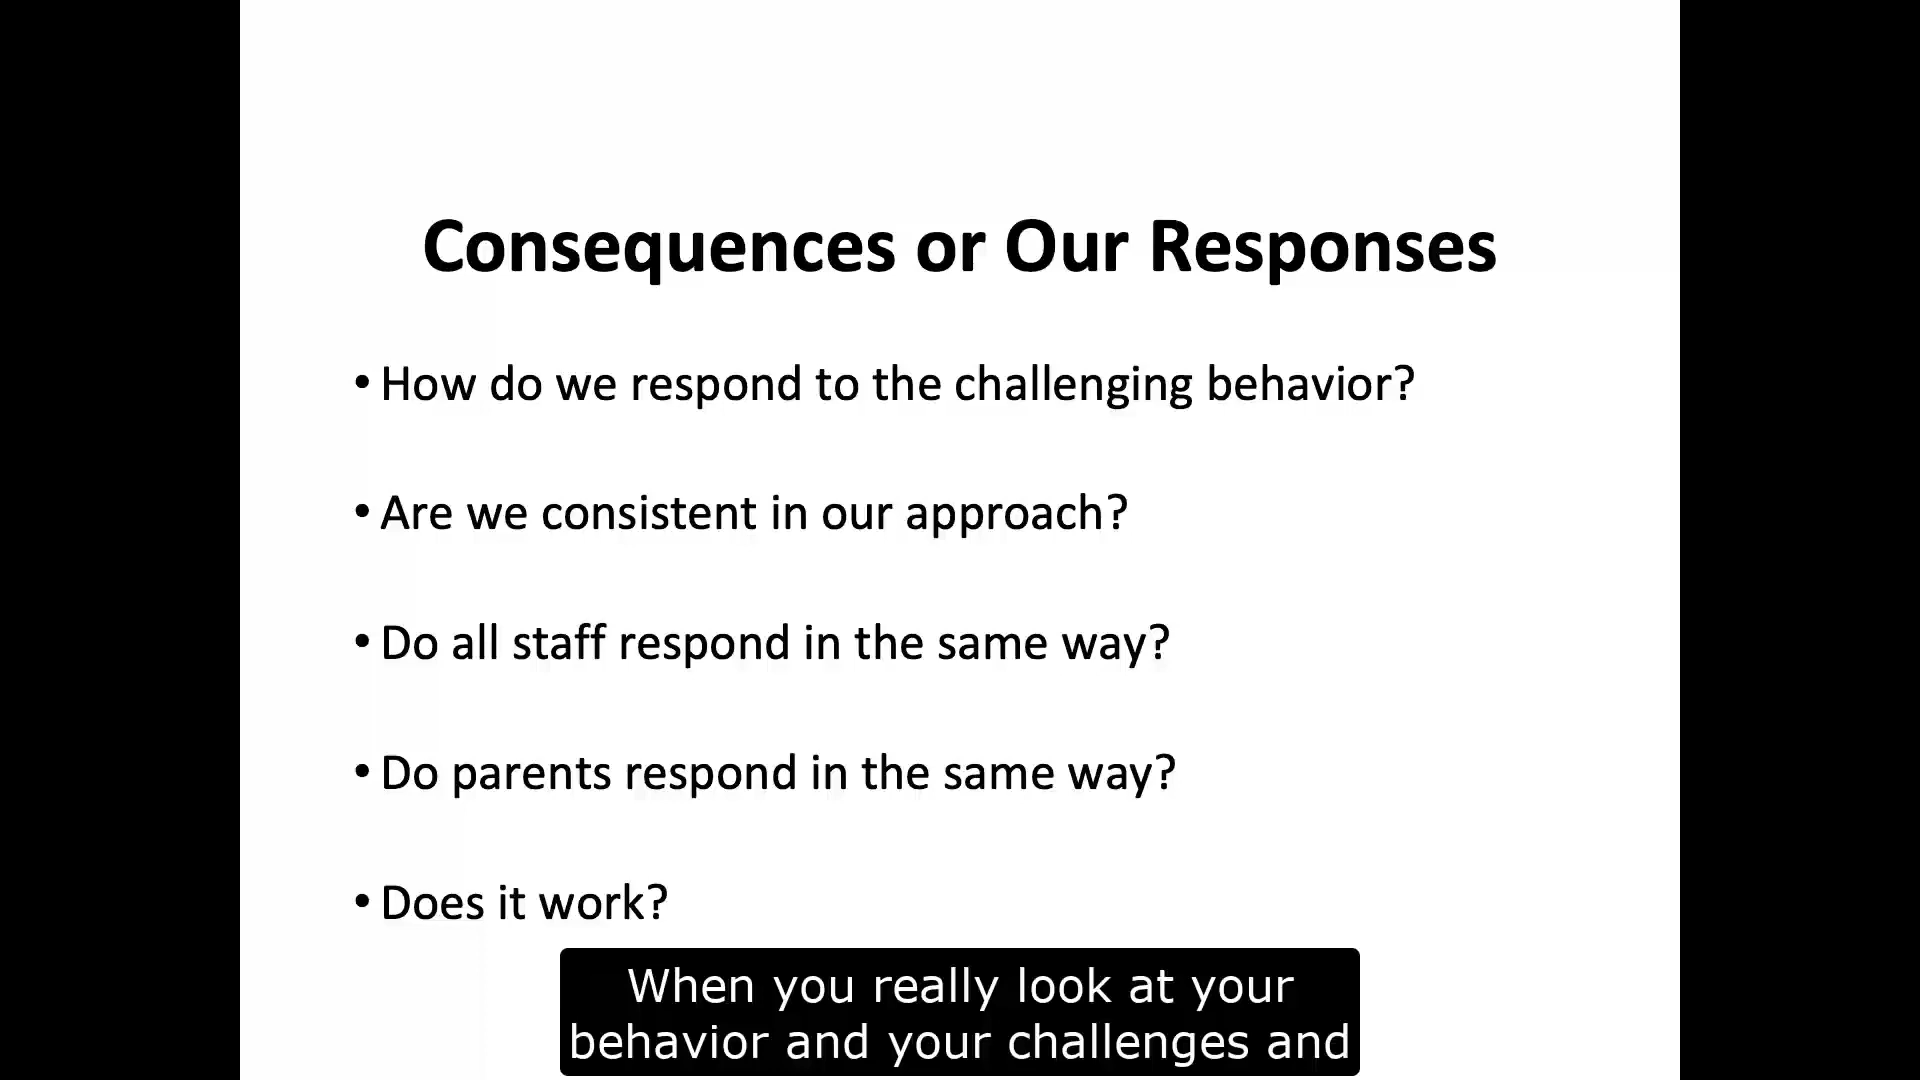 Consequences or Our Responses
• How do we respond to the challenging behavior?
• Are we consistent in our approach?
• Do all staff respond in the same way?
• Do parents respond in the same way?
• Does it work?
When you really look at your
behavior and your challenges and